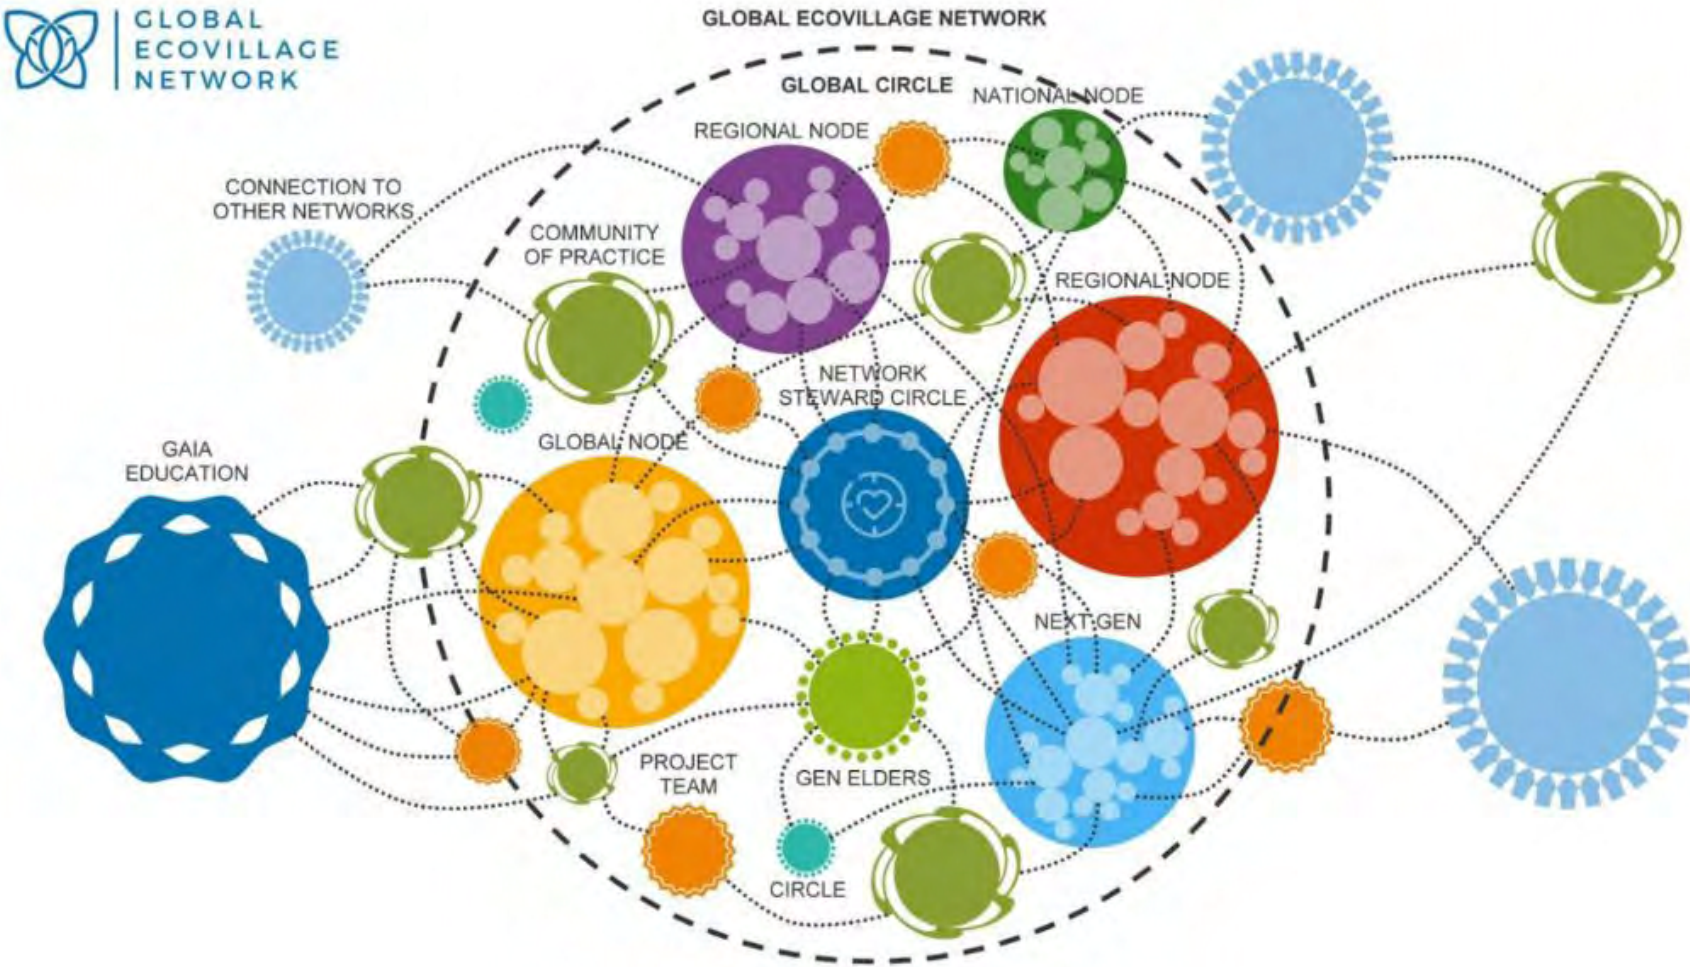 GLOBAL
ECOVILLAGE
NETWORK
GLOBAL ECOVILLAGE NETWORK
GLOBAL CIRCLE
NATIONAL NODE
REGIONAL NODE
CONNECTION TO
OTHER NETWORKS
COMMUNITY
OF PRACTICE
REGIONAL NODE
NETWORK
STEWARD CIRCLE
GLOBAL NODE
GAIA
EDUCATION
NEXT GEN
PROJECT
TEAM
GEN ELDERS
CIRCLE